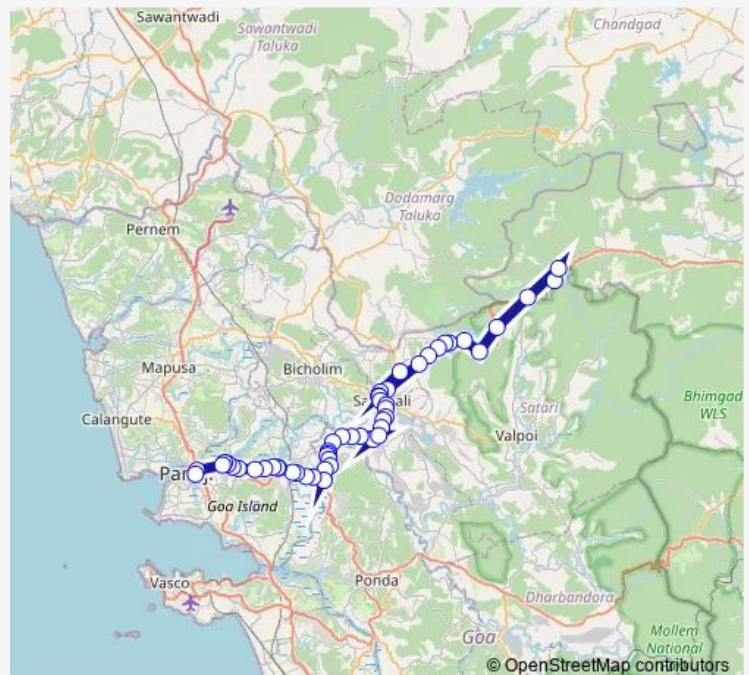 Sawantwadi
Sawantwadi
Taluka
Chandgad
Dodamarg
Taluka
Pernem
Mapusa
Bicholim
Calangute
Satari
Bhimgad
WLS
Valpoi
Goa Island
Vasco
Ponda
Dharbandora
Goa
Mollem
National
© OpenStreetMap contributors